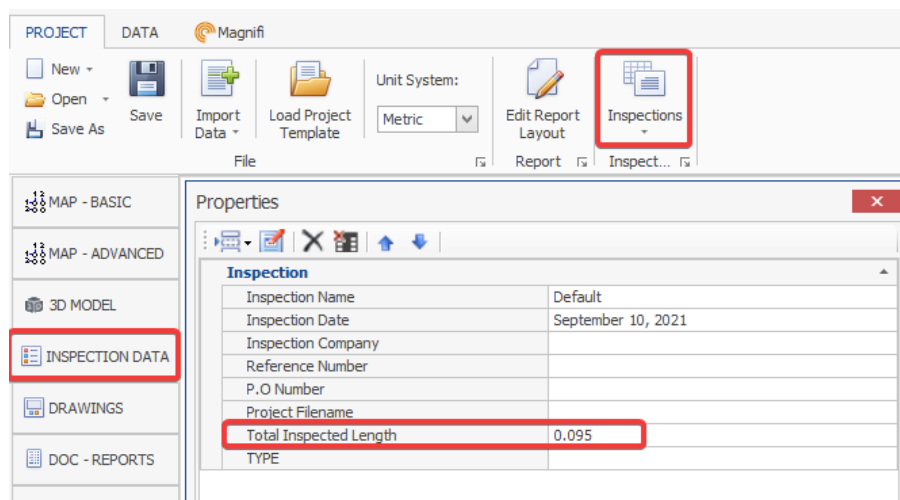 PROJECT DATA Magnifi
New
Open
Save As
Save
Import Data
Load Project Template
Unit System:
Metric
Edit Report Layout
Inspections
File
Report
Inspect...
MAP - BASIC
MAP - ADVANCED
3D MODEL
INSPECTION DATA
DRAWINGS
DOC - REPORTS
Properties
Inspection
Inspection Name Default
Inspection Date September 10, 2021
Inspection Company
Reference Number
P.O Number
Project Filename
Total Inspected Length 0.095
TYPE